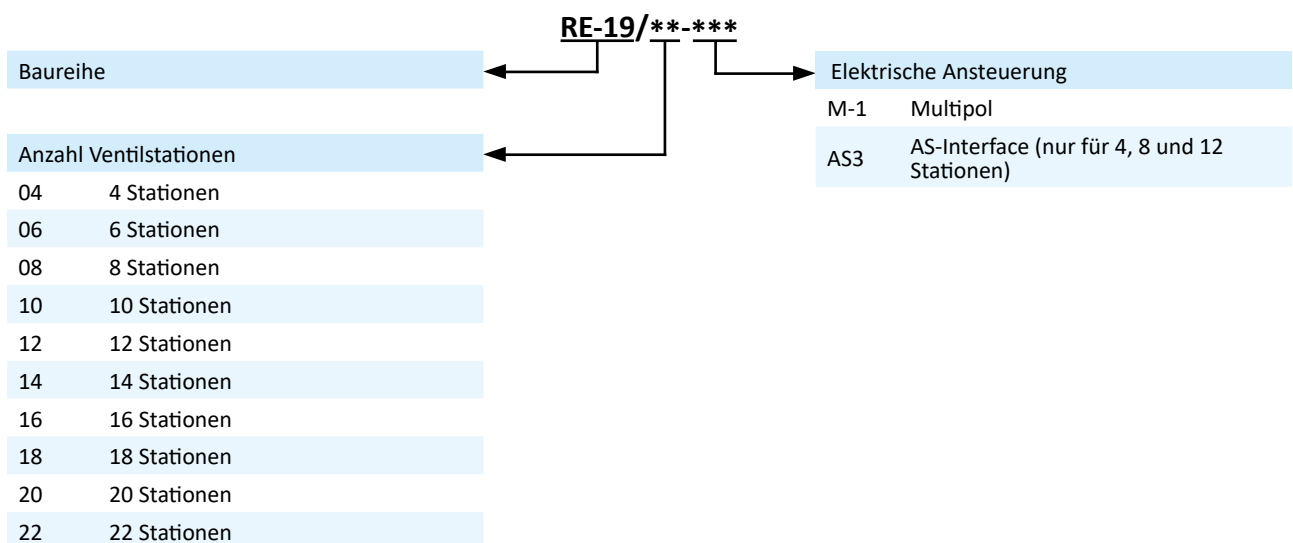 RE-19/**-***
Baureihe
Anzahl Ventilstationen
04 4 Stationen
06 6 Stationen
08 8 Stationen
10 10 Stationen
12 12 Stationen
14 14 Stationen
16 16 Stationen
18 18 Stationen
20 20 Stationen
22 22 Stationen
Elektrische Ansteuerung
M-1 Multipol
AS3 AS-Interface (nur für 4, 8 und 12
Stationen)